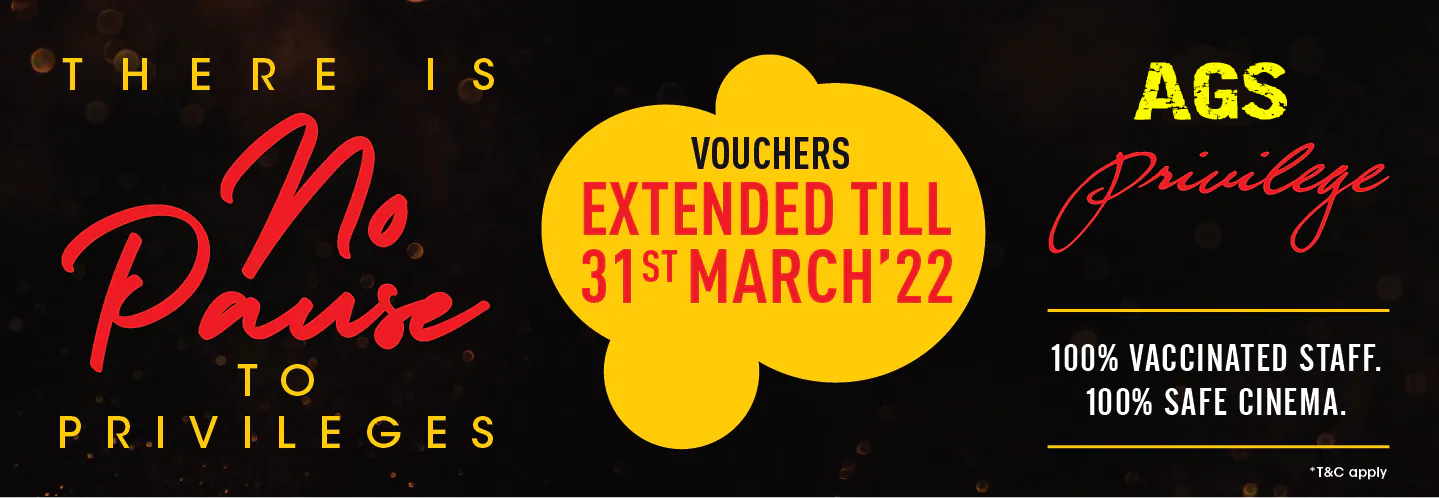 THERE IS
No
Pause
TO
PRIVILEGES
VOUCHERS
EXTENDED TILL
31ST MARCH'22
AGS
Privilege
100% VACCINATED STAFF.
100% SAFE CINEMA.
*T&C apply